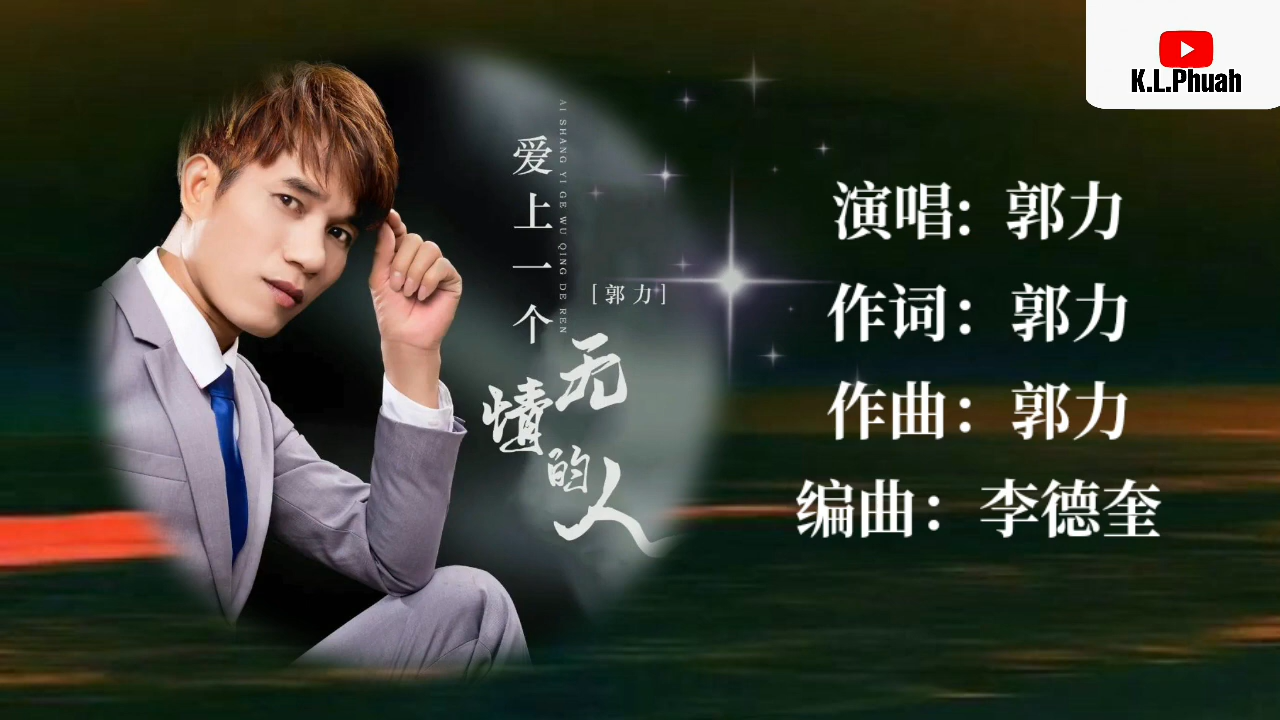 K.L.Phuah
爱上一个
无情的人
AI SHANG YI GE WU QING DE REN
[郭力]
演唱：郭力
作词：郭力
作曲：郭力
编曲：李德奎